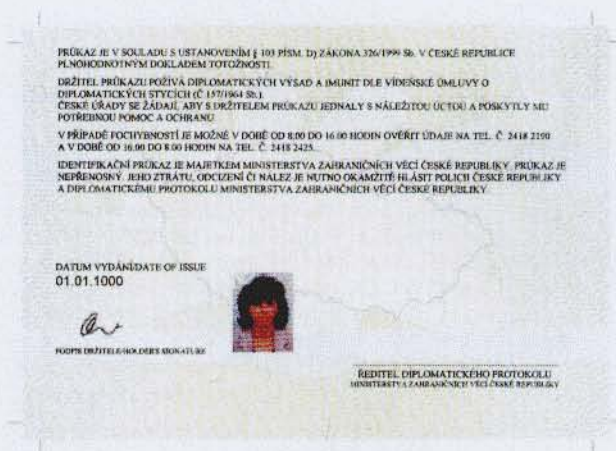 PRŮKAZ JE V SOULADU S USTANOVENÍM § 103 PÍSM. D) ZÁKONA 326/1999 Sb. V ČESKÉ REPUBLICE
PLNOHODNOTNÝM DOKLADEM TOTOŽNOSTI.
DRŽITEL PRŮKAZU POŽÍVÁ DIPLOMATICKÝCH VÝSAD A IMUNIT DLE VÍDEŇSKÉ ÚMLUVY O
DIPLOMATICKÝCH STYCÍCH (Č 157/1964 Sb.).
ČESKÉ ÚŘADY SE ŽÁDAJÍ, ABY S DRŽITELEM PRŮKAZU JEDNALY S NÁLEŽITOU ÚCTOU A POSKYTLY MU
POTŘEBNOU POMOC A OCHRANU
V PŘÍPADĚ POCHYBNOSTÍ JE MOŽNÉ V DOBĚ OD 8.00 DO 16.00 HODIN OVĚŘIT ÚDAJE NA TEL. Č. 2418 2190
A V DOBĚ OD 16.00 DO 8.00 HODIN NA TEL. Č. 2418 2425.
IDENTIFIKAČNÍ PRŮKAZ JE MAJETKEM MINISTERSTVA ZAHRANIČNÍCH VĚCÍ ČESKÉ REPUBLIKY. PRŮKAZ JE
NEPŘENOSNÝ. JEHO ZTRÁTU, ODCIZENÍ ČI NÁLEZ JE NUTNO OKAMŽITĚ HLÁSIT POLICII ČESKÉ REPUBLIKY
A DIPLOMATICKÉMU PROTOKOLU MINISTERSTVA ZAHRANIČNÍCH VĚCÍ ČESKÉ REPUBLIKY
DATUM VYDÁNÍ/DATE OF ISSUE
01.01.1000
PODPIS DRŽITELE/HOLDER'S SIGNATURE
ŘEDITEL DIPLOMATICKÉHO PROTOKOLU
MINISTERSTVA ZAHRANIČNÍCH VĚCÍ ČESKÉ REPUBLIKY